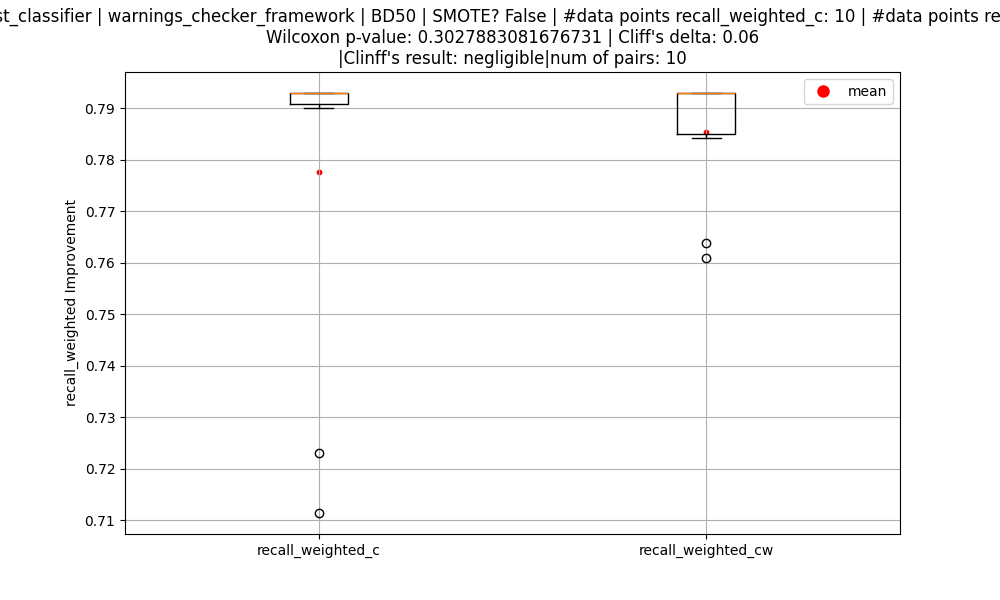 st_classifier | warnings_checker_framework | BD50 | SMOTE? False | #data points recall_weighted_c: 10 | #data points re
Wilcoxon p-value: 0.3027883081676731 | Cliff's delta: 0.06
|Clinff's result: negligible|num of pairs: 10
mean
0.79
0.78
0.77
0.76
0.75
0.74
0.73
0.72
0.71
recall_weighted Improvement
recall_weighted_c
recall_weighted_cw